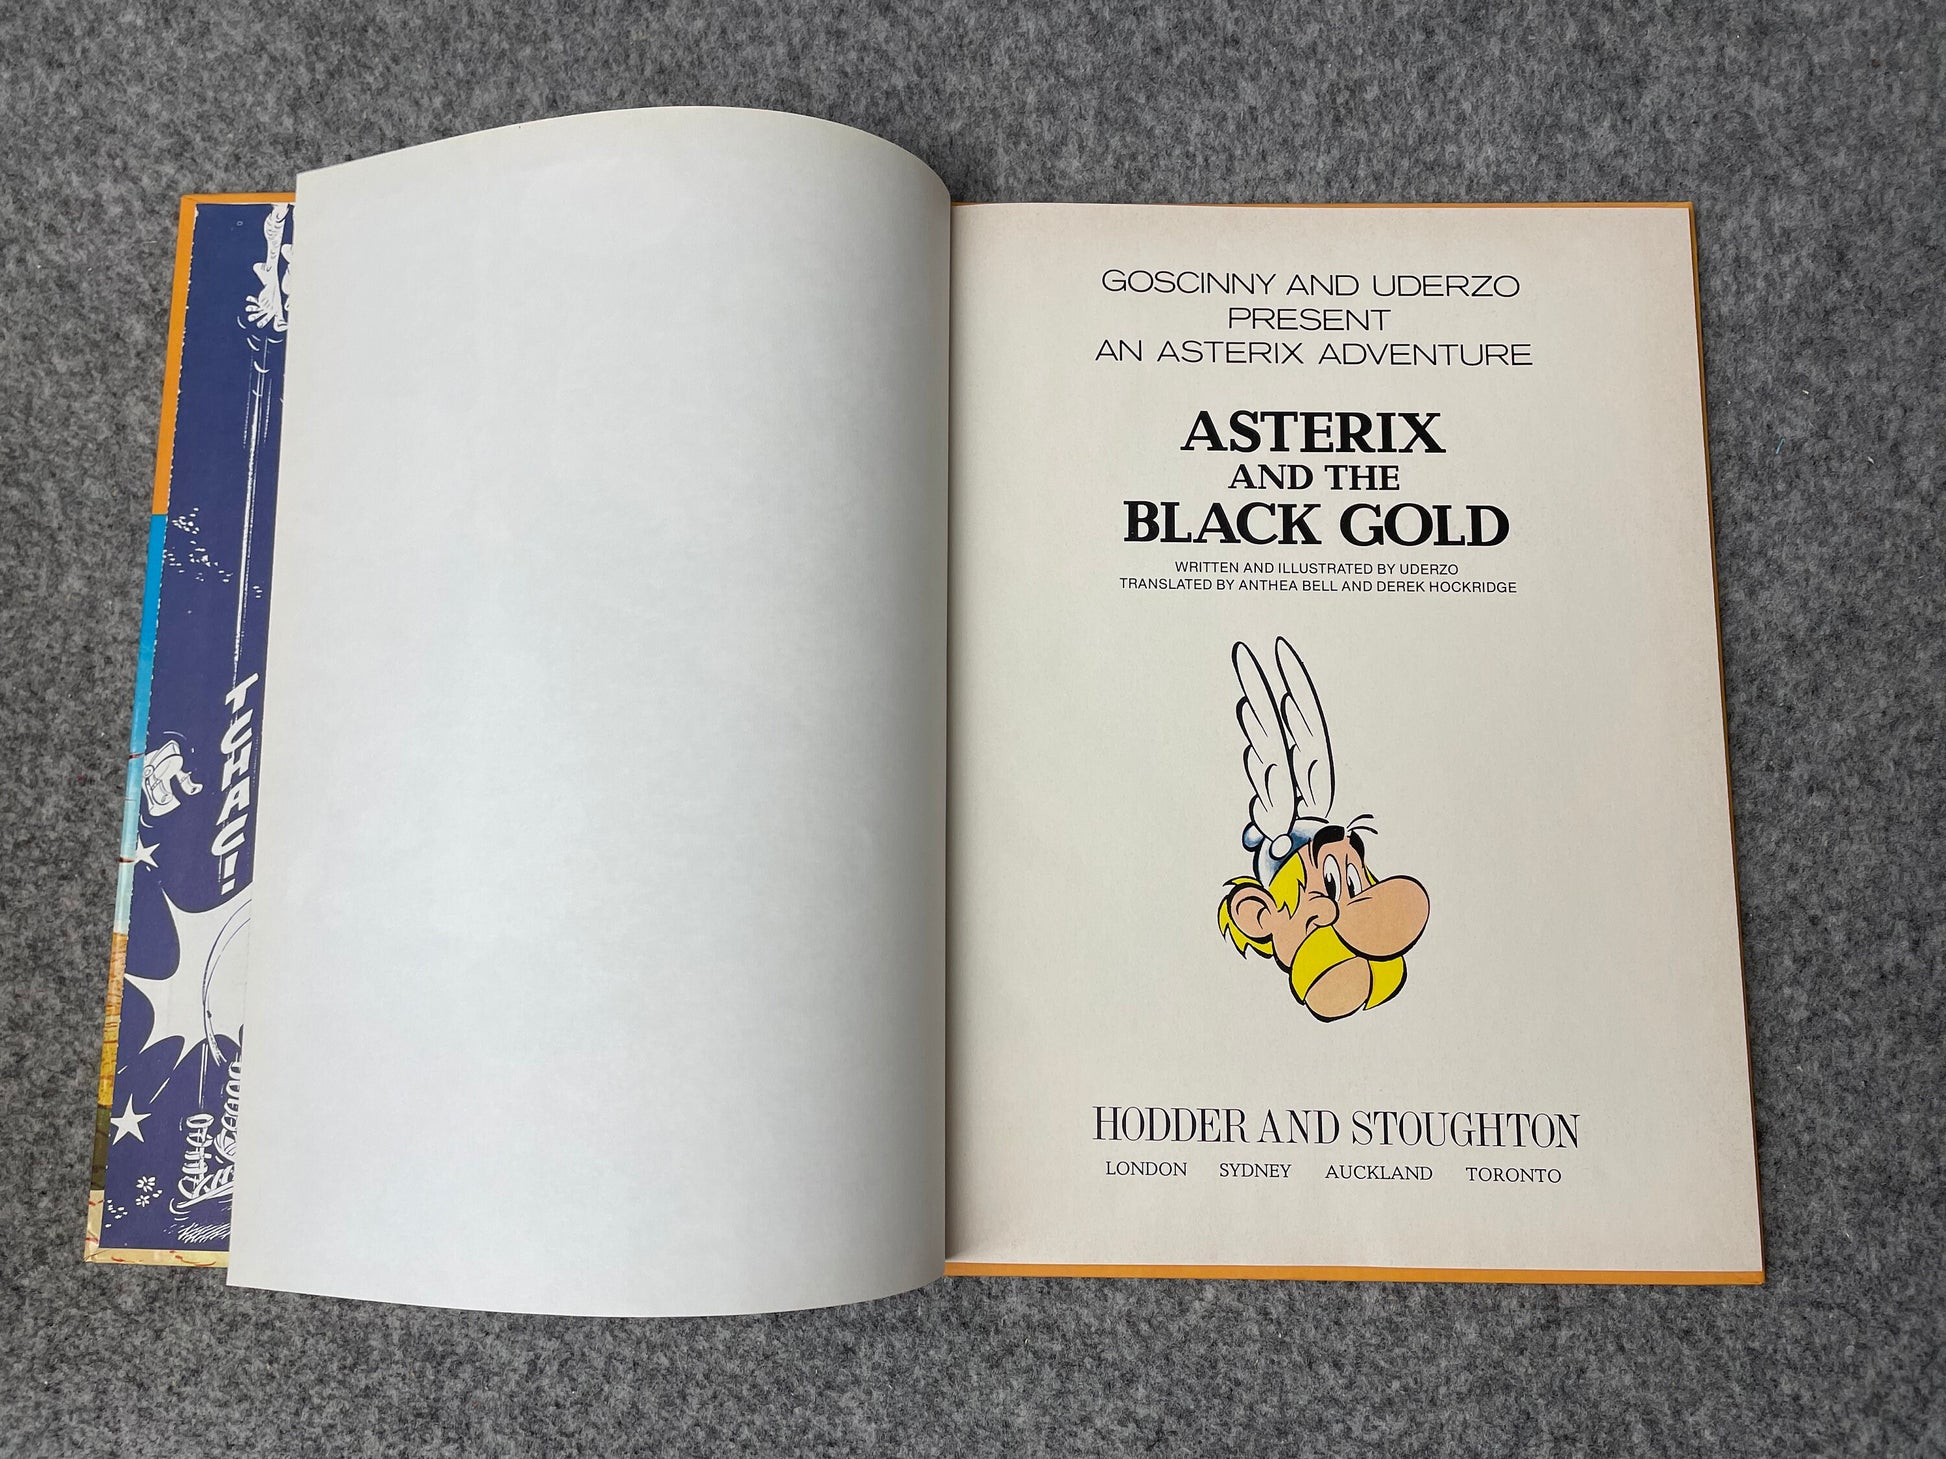 TCHAC!
GOSCINNY AND UDERZO
PRESENT
AN ASTERIX ADVENTURE
ASTERIX
AND THE
BLACK GOLD
WRITTEN AND ILLUSTRATED BY UDERZO
TRANSLATED BY ANTHEA BELL AND DEREK HOCKRIDGE
HODDER AND STOUGHTON
LONDON SYDNEY AUCKLAND TORONTO